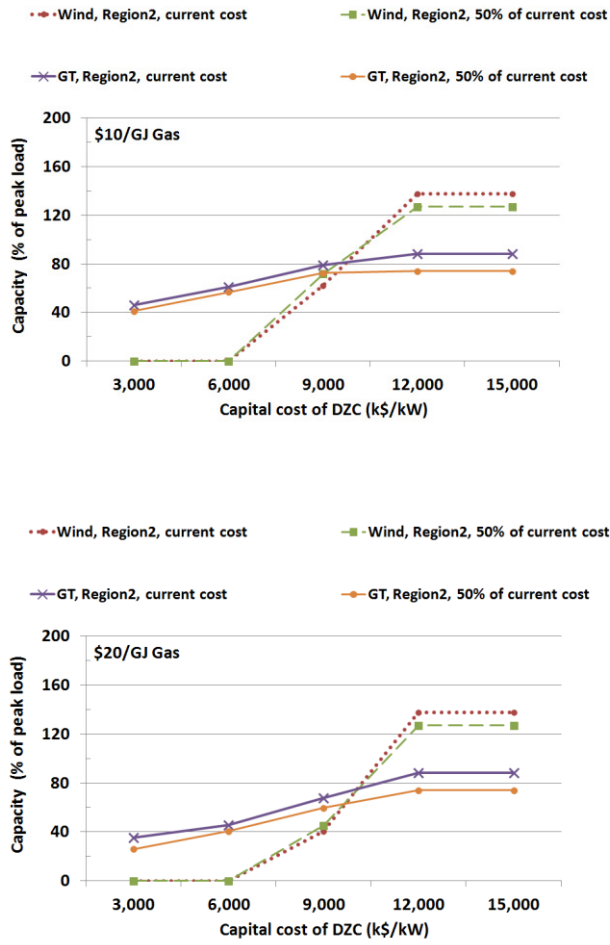 Wind, Region2, current cost
Wind, Region2, 50% of current cost
GT, Region2, current cost
GT, Region2, 50% of current cost
$10/GJ Gas
Capacity (% of peak load)
200
160
120
80
40
0
3,000 6,000 9,000 12,000 15,000
Capital cost of DZC (k$/kW)
Wind, Region2, current cost
Wind, Region2, 50% of current cost
GT, Region2, current cost
GT, Region2, 50% of current cost
$20/GJ Gas
Capacity (% of peak load)
200
160
120
80
40
0
3,000 6,000 9,000 12,000 15,000
Capital cost of DZC (k$/kW)